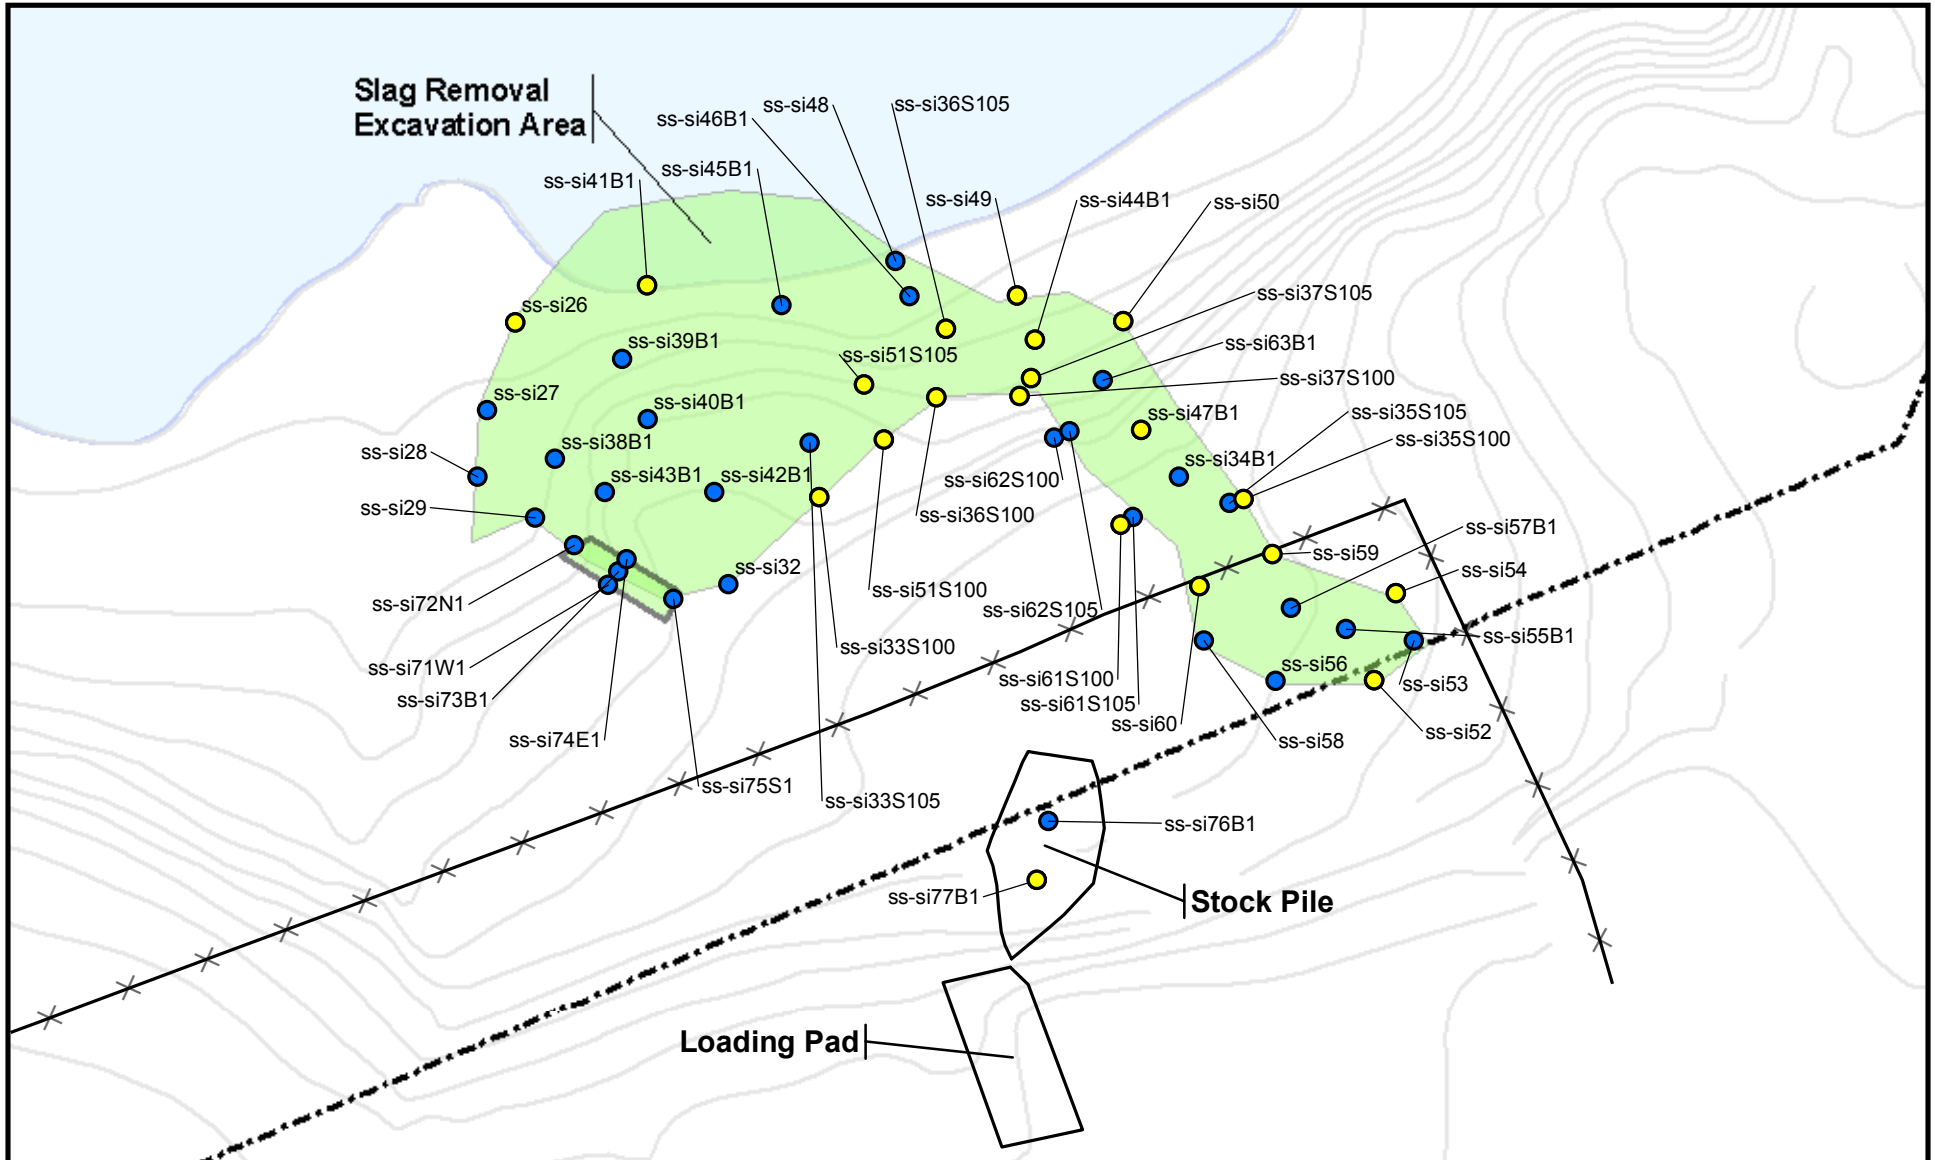 Slag Removal
Excavation Area
ss-si46B1
ss-si48
ss-si36S105
ss-si41B1
ss-si45B1
ss-si49
ss-si44B1
ss-si50
ss-si26
ss-si37S105
ss-si39B1
ss-si51S105
ss-si63B1
ss-si27
ss-si40B1
ss-si37S100
ss-si47B1
ss-si35S105
ss-si38B1
ss-si35S100
ss-si28
ss-si43B1
ss-si42B1
ss-si62S100
ss-si34B1
ss-si29
ss-si36S100
ss-si57B1
ss-si59
ss-si32
ss-si54
ss-si72N1
ss-si51S100
ss-si62S105
ss-si55B1
ss-si33S100
ss-si71W1
ss-si61S100
ss-si56
ss-si53
ss-si73B1
ss-si61S105
ss-si60
ss-si52
ss-si74E1
ss-si58
ss-si75S1
ss-si33S105
ss-si76B1
ss-si77B1
Stock Pile
Loading Pad